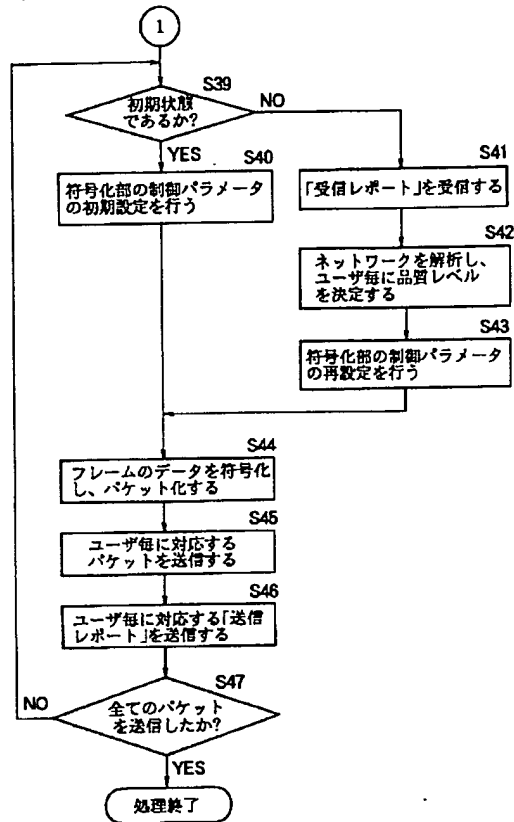 1
S39
初期状態
であるか?
NO
YES
S40
符号化部の制御パラメータ
の初期設定を行う
S41
「受信レポート」を受信する
S42
ネットワークを解析し、
ユーザ毎に品質レベル
を決定する
S43
符号化部の制御パラメータ
の再設定を行う
S44
フレームのデータを符号化
し、パケット化する
S45
ユーザ毎に対応する
パケットを送信する
S46
ユーザ毎に対応する「送信
レポート」を送信する
S47
NO
全てのパケット
を送信したか?
YES
処理終了